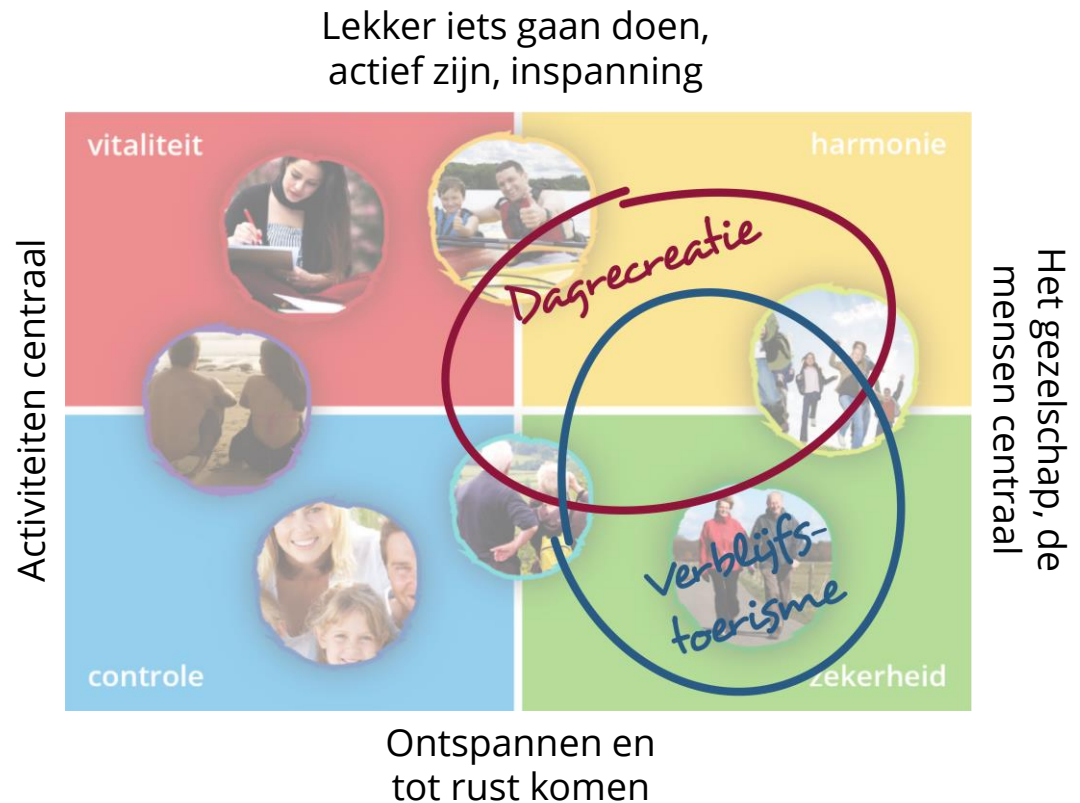 Lekker iets gaan doen,
actief zijn, inspanning
vitaliteit
harmonie
Dagrecreatie
Activiteiten centraal
Het gezelschap, de
mensen centraal
verblijfs-
toerisme
controle
zekerheid
Ontspannen en
tot rust komen